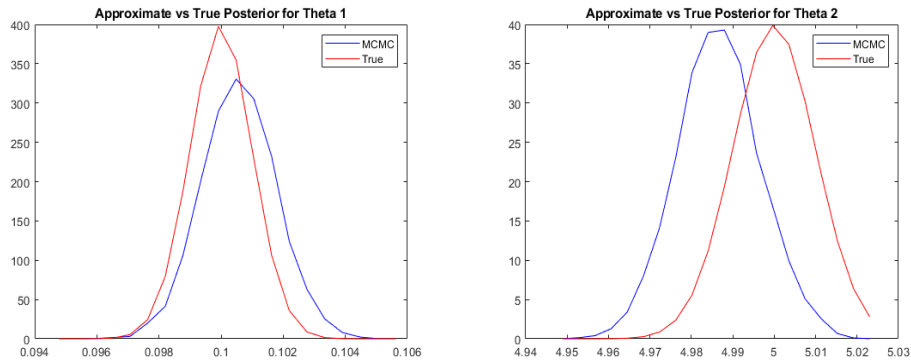 Approximate vs True Posterior for Theta 1
400
350
300
250
200
150
100
50
0
0.094 0.096 0.098 0.1 0.102 0.104 0.106
MCMC
True
Approximate vs True Posterior for Theta 2
40
35
30
25
20
15
10
5
0
4.94 4.95 4.96 4.97 4.98 4.99 5 5.01 5.02 5.03
MCMC
True